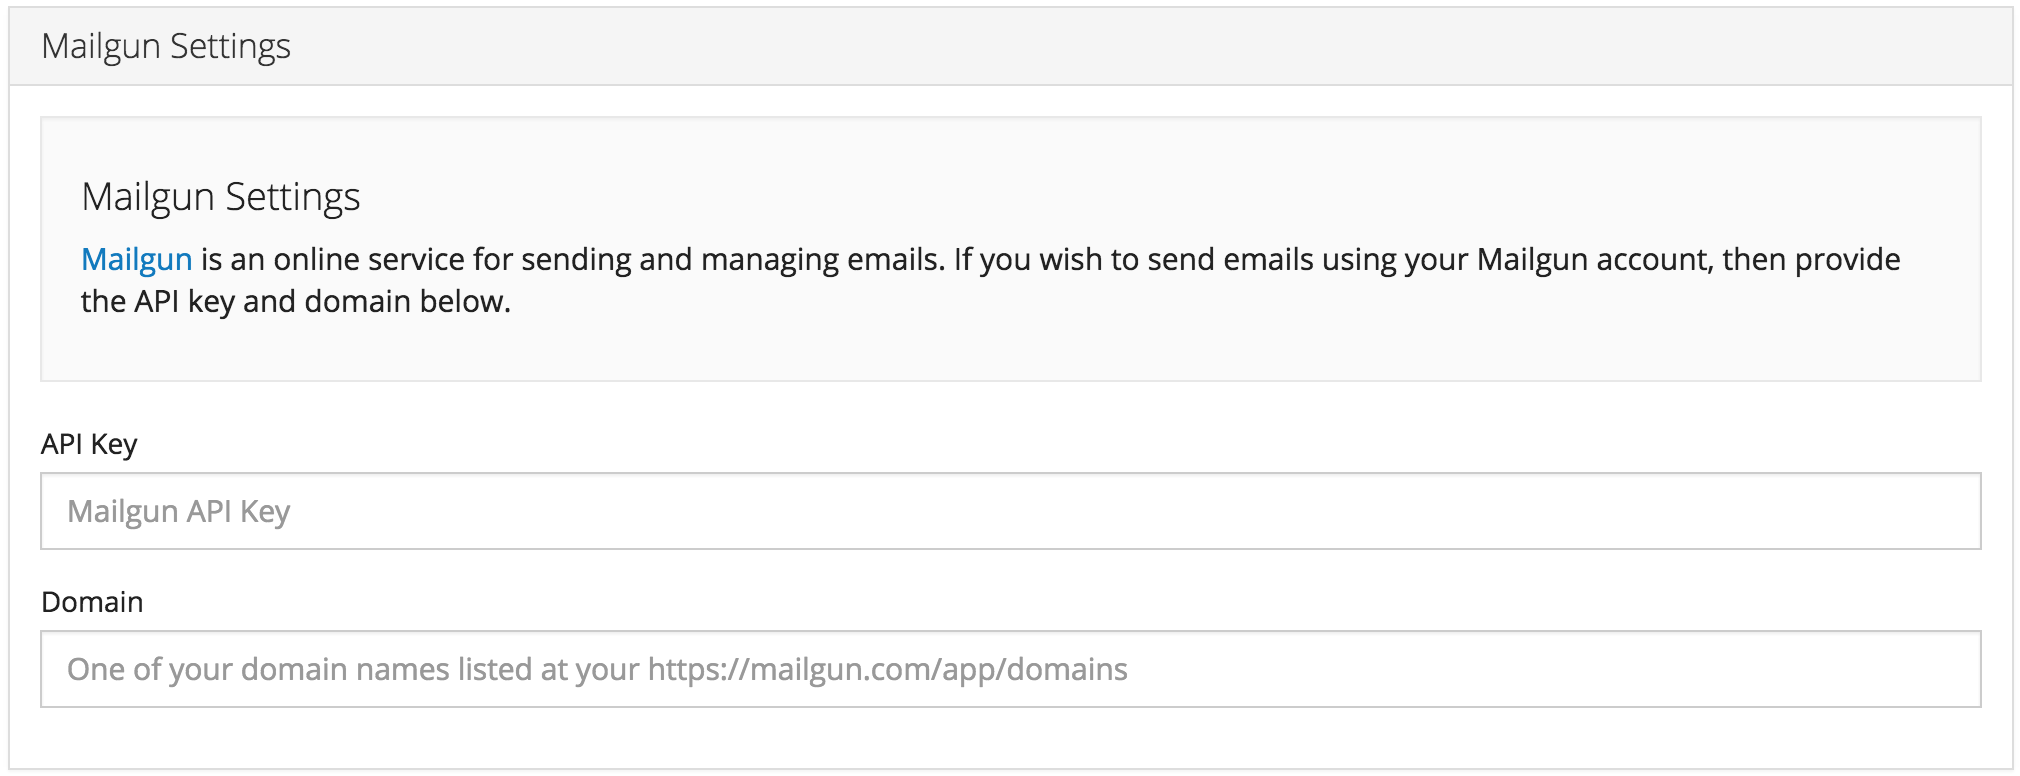 Mailgun Settings
Mailgun Settings
Mailgun is an online service for sending and managing emails. If you wish to send emails using your Mailgun account, then provide
the API key and domain below.
API Key
Mailgun API Key
Domain
One of your domain names listed at your https://mailgun.com/app/domains